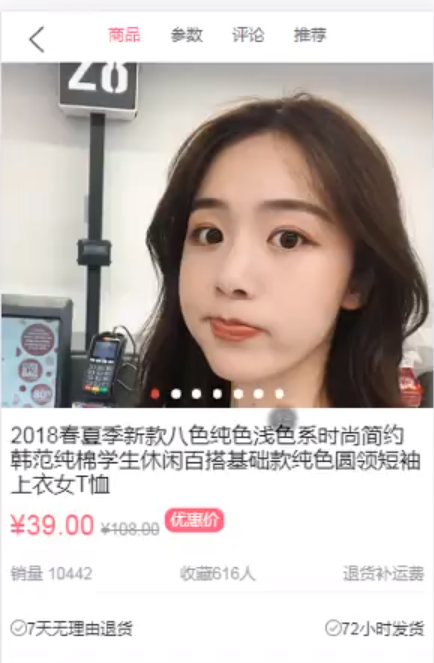 商品 参数 评论 推荐
28
2018春夏季新款八色纯色浅色系时尚简约
韩范纯棉学生休闲百搭基础款纯色圆领短袖
上衣女T恤
¥39.00 ¥108.00 优惠价
销量 10442 收藏616人 退货补运费
7天无理由退货 72小时发货